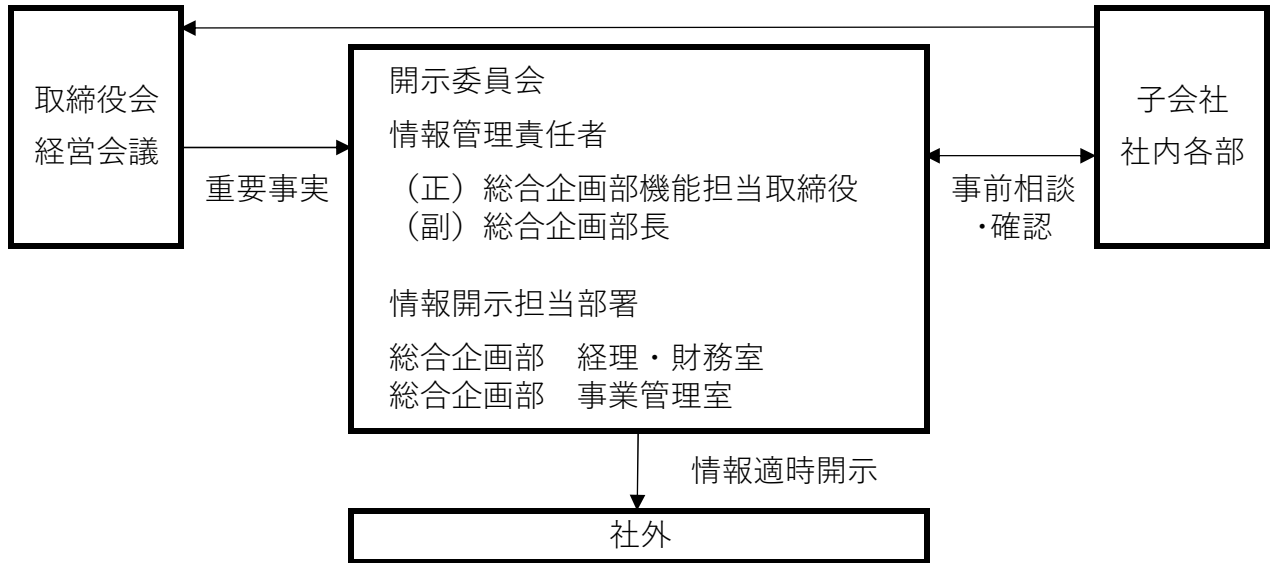 取締役会
経営会議
重要事実
開示委員会
情報管理責任者
（正）総合企画部機能担当取締役
（副）総合企画部長
情報開示担当部署
総合企画部　経理・財務室
総合企画部　事業管理室
事前相談
・確認
子会社
社内各部
情報適時開示
社外